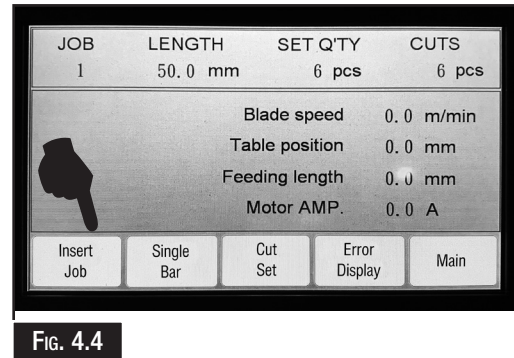 JOB LENGTH SET Q'TY CUTS
1 50.0 mm 6 pcs 6 pcs
Blade speed 0.0 m/min
Table position 0.0 mm
Feeding length 0.0 mm
Motor AMP. 0.0 A
Insert Job
Single Bar
Cut Set
Error Display
Main
FIG. 4.4